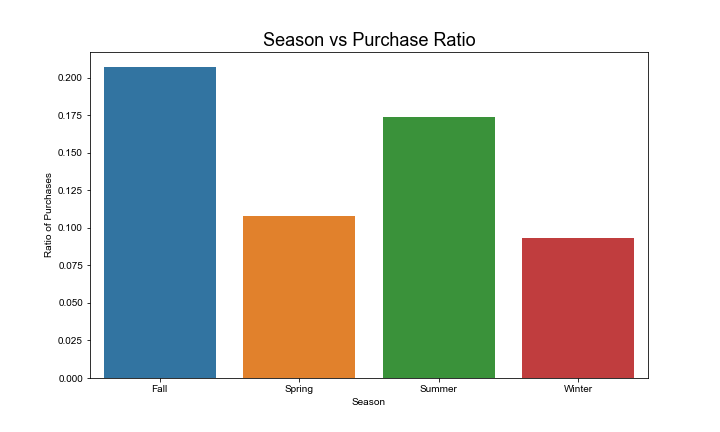 Season vs Purchase Ratio
Ratio of Purchases
0.200
0.175
0.150
0.125
0.100
0.075
0.050
0.025
0.000
Fall
Spring
Summer
Winter
Season